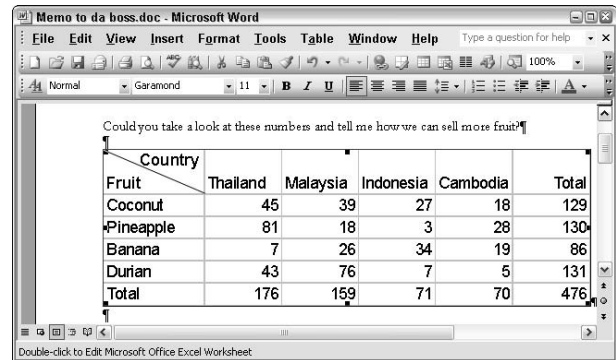 Memo to da boss.doc - Microsoft Word
File Edit View Insert Format Tools Table Window Help Type a question for help
100%
Normal Garamond 11 B I U A
Could you take a look at these numbers and tell me how we can sell more fruit?¶
¶
Country
Fruit Thailand Malaysia Indonesia Cambodia Total
Coconut 45 39 27 18 129
Pineapple 81 18 3 28 130
Banana 7 26 34 19 86
Durian 43 76 7 5 131
Total 176 159 71 70 476¶
¶
Double-click to Edit Microsoft Office Excel Worksheet